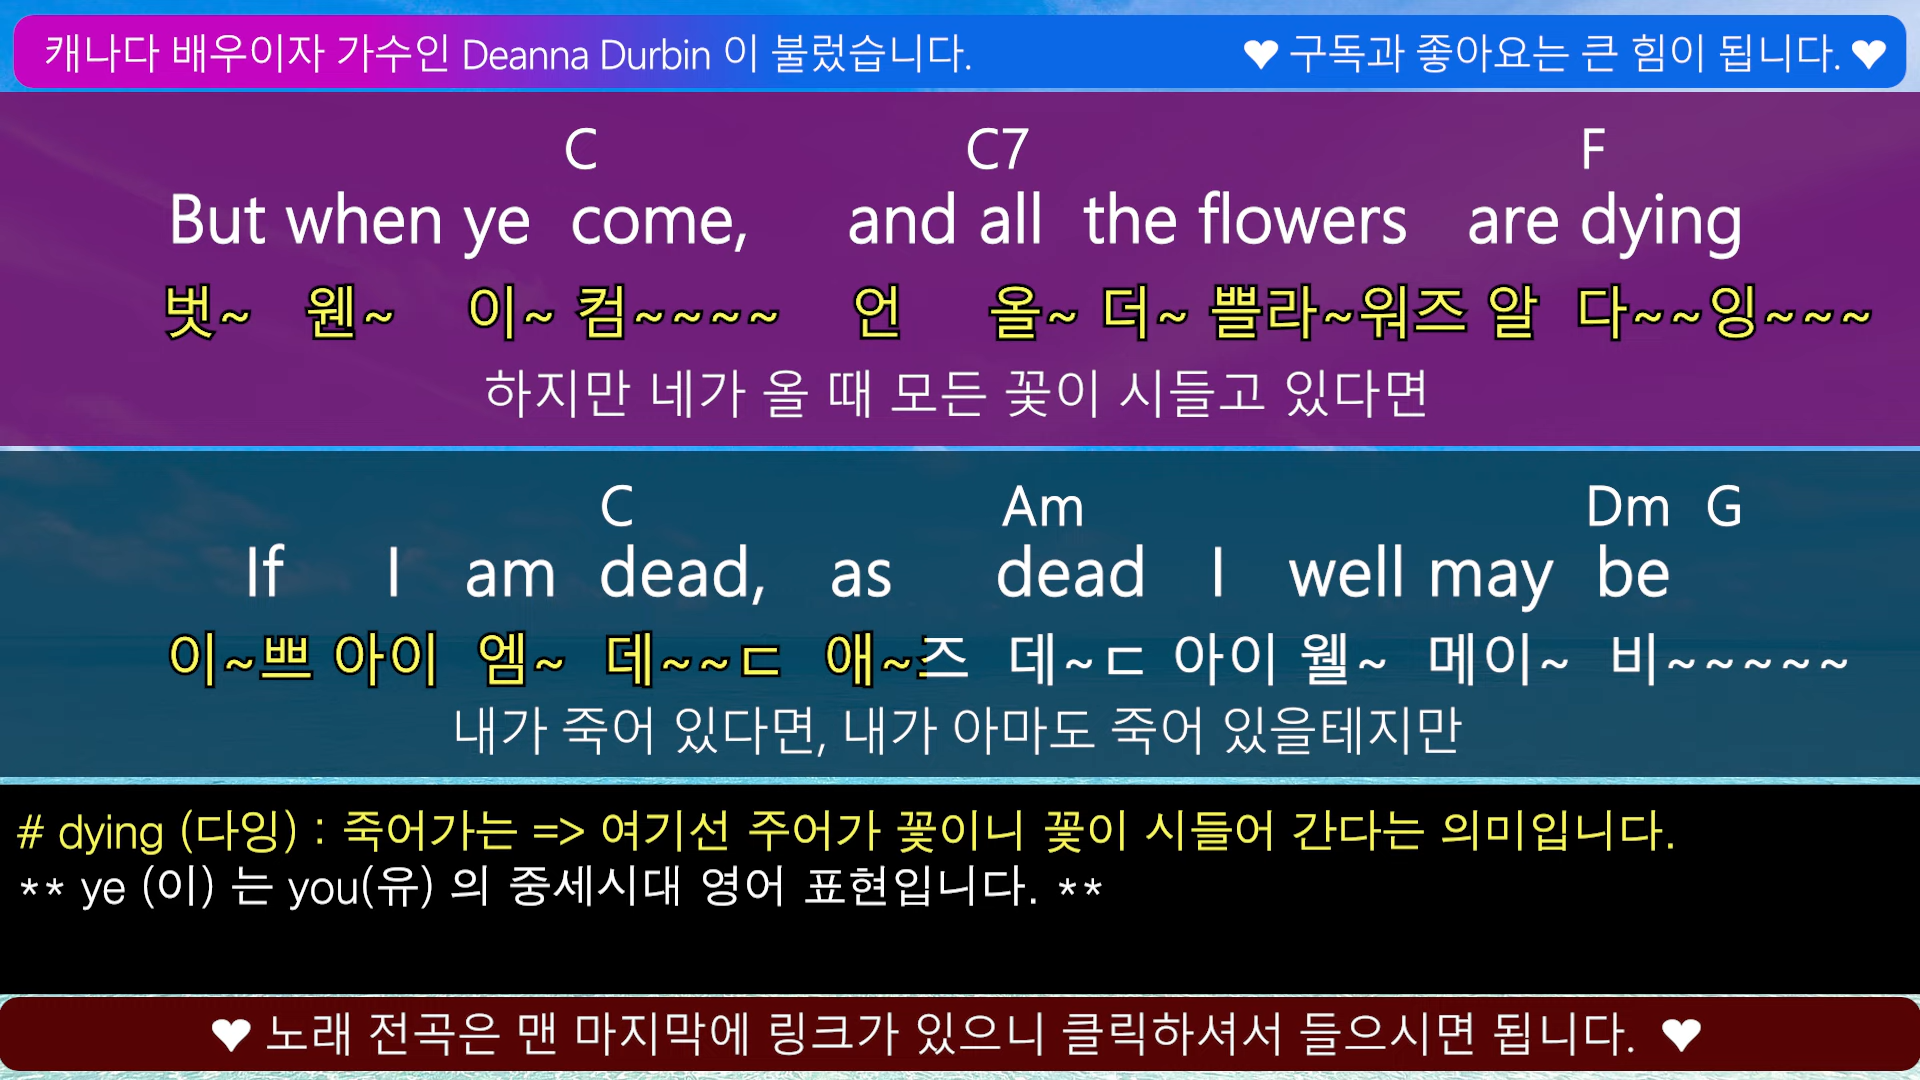 캐나다 배우이자 가수인 Deanna Durbin 이 불렀습니다. ♥ 구독과 좋아요는 큰 힘이 됩니다. ♥
C C7 F
But when ye come, and all the flowers are dying
벗~ 웬~ 이~ 컴~~~~ 언 올~ 더~ 쁠라~워즈 알 다~~잉~~~
하지만 네가 올 때 모든 꽃이 시들고 있다면
C Am Dm G
If I am dead, as dead I well may be
이~쁘 아이 엠~ 데~~ㄷ 애~즈 데~ㄷ 아이 웰~ 메이~ 비~~~~~
내가 죽어 있다면, 내가 아마도 죽어 있을테지만
# dying (다잉) : 죽어가는 => 여기선 주어가 꽃이니 꽃이 시들어 간다는 의미입니다.
** ye (이) 는 you(유) 의 중세시대 영어 표현입니다. **
♥ 노래 전곡은 맨 마지막에 링크가 있으니 클릭하셔서 들으시면 됩니다. ♥